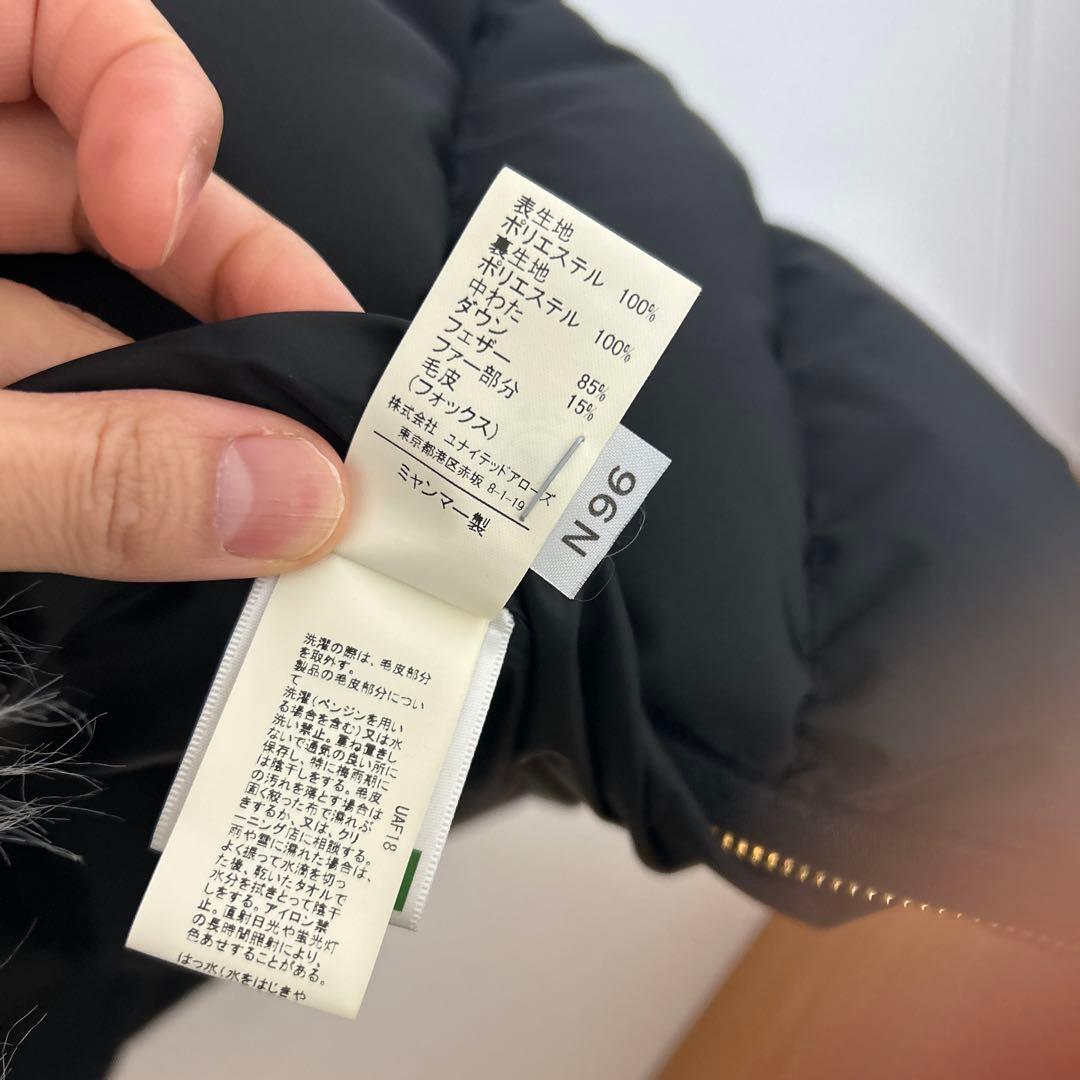 表生地
ポリエステル 100%
裏生地
ポリエステル 100%
中わた
ダウン 85%
フェザー 15%
ファー部分
毛皮
(フォックス)
株式会社 ユナイテッドアローズ
東京都港区赤坂 8-1-19
ミャンマー製
N96
洗濯の際は、毛皮部分
を取外す。
製品の毛皮部分につい
て
洗濯(ベンジンを用い
る場合を含む)又は水
洗い禁止。重ね置きし
ないで通気の良い所に
保存し、特に梅雨期に
は陰干しをする。毛皮
の汚れを落とす場合は
固く絞った布で濡れぶ
きするか、又は、クリ
ーニング店に相談する。
雨や雪に濡れた場合は、
よく振って水滴を切っ
た後、乾いたタオルで
水分を拭きとって陰干
しをする。アイロン禁
止。直射日光や蛍光灯
の長時間照射により、
色あせすることがある。
はっ水(水をはじきや
UAF18